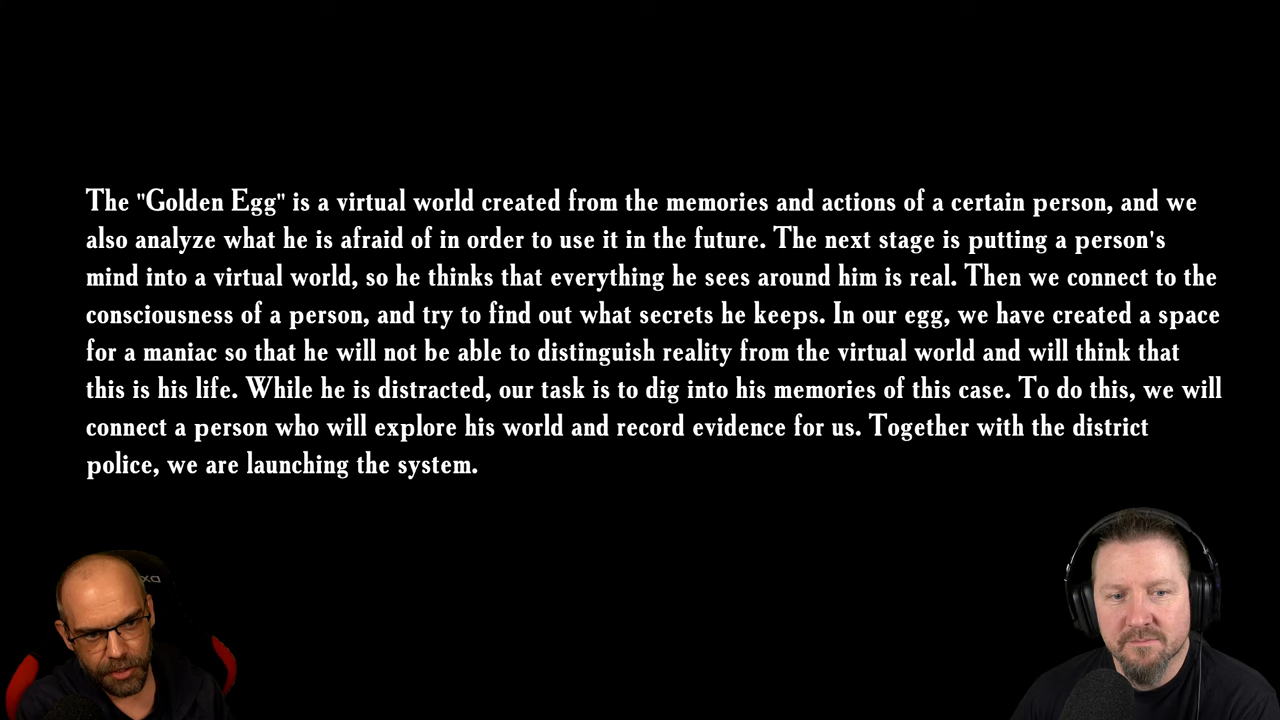 The "Golden Egg" is a virtual world created from the memories and actions of a certain person, and we
also analyze what he is afraid of in order to use it in the future. The next stage is putting a person's
mind into a virtual world, so he thinks that everything he sees around him is real. Then we connect to the
consciousness of a person, and try to find out what secrets he keeps. In our egg, we have created a space
for a maniac so that he will not be able to distinguish reality from the virtual world and will think that
this is his life. While he is distracted, our task is to dig into his memories of this case. To do this, we will
connect a person who will explore his world and record evidence for us. Together with the district
police, we are launching the system.